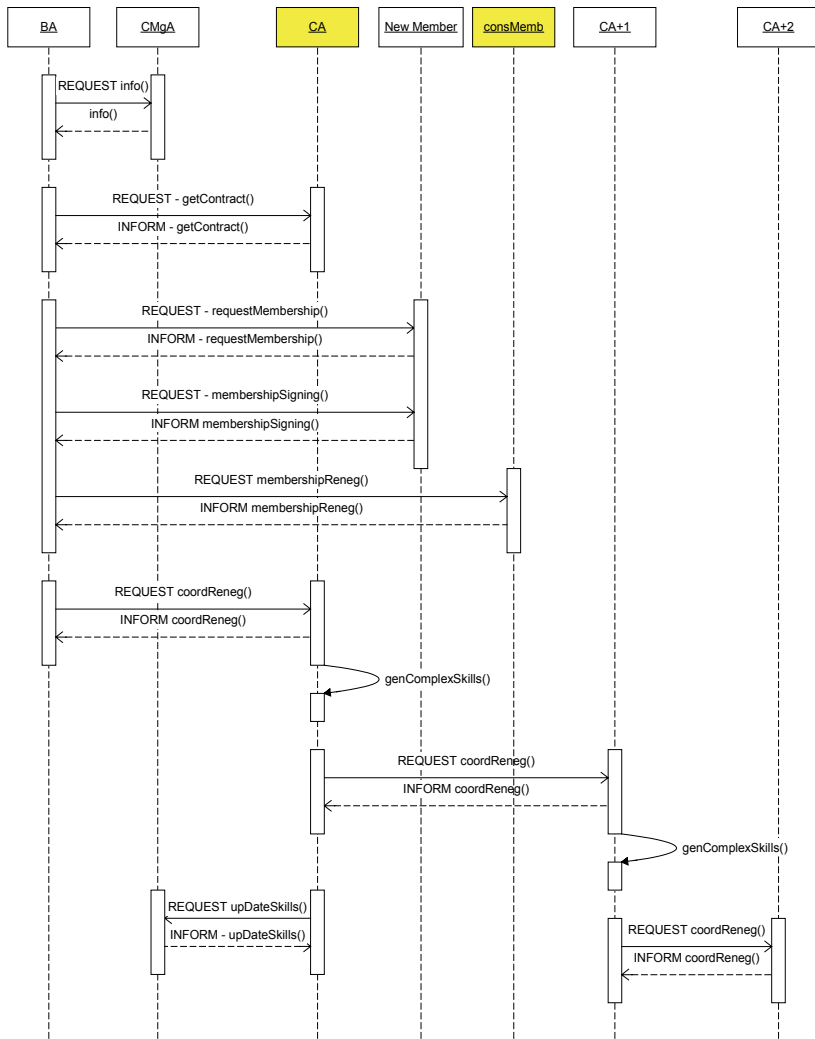 BA
CMgA
CA
New Member
consMemb
CA+1
CA+2
REQUEST info()
info()
REQUEST - getContract()
INFORM - getContract()
REQUEST - requestMembership()
INFORM - requestMembership()
REQUEST - membershipSigning()
INFORM membershipSigning()
REQUEST membershipReneg()
INFORM membershipReneg()
REQUEST coordReneg()
INFORM coordReneg()
genComplexSkills()
REQUEST coordReneg()
INFORM coordReneg()
genComplexSkills()
REQUEST upDateSkills()
INFORM - upDateSkills()
REQUEST coordReneg()
INFORM coordReneg()